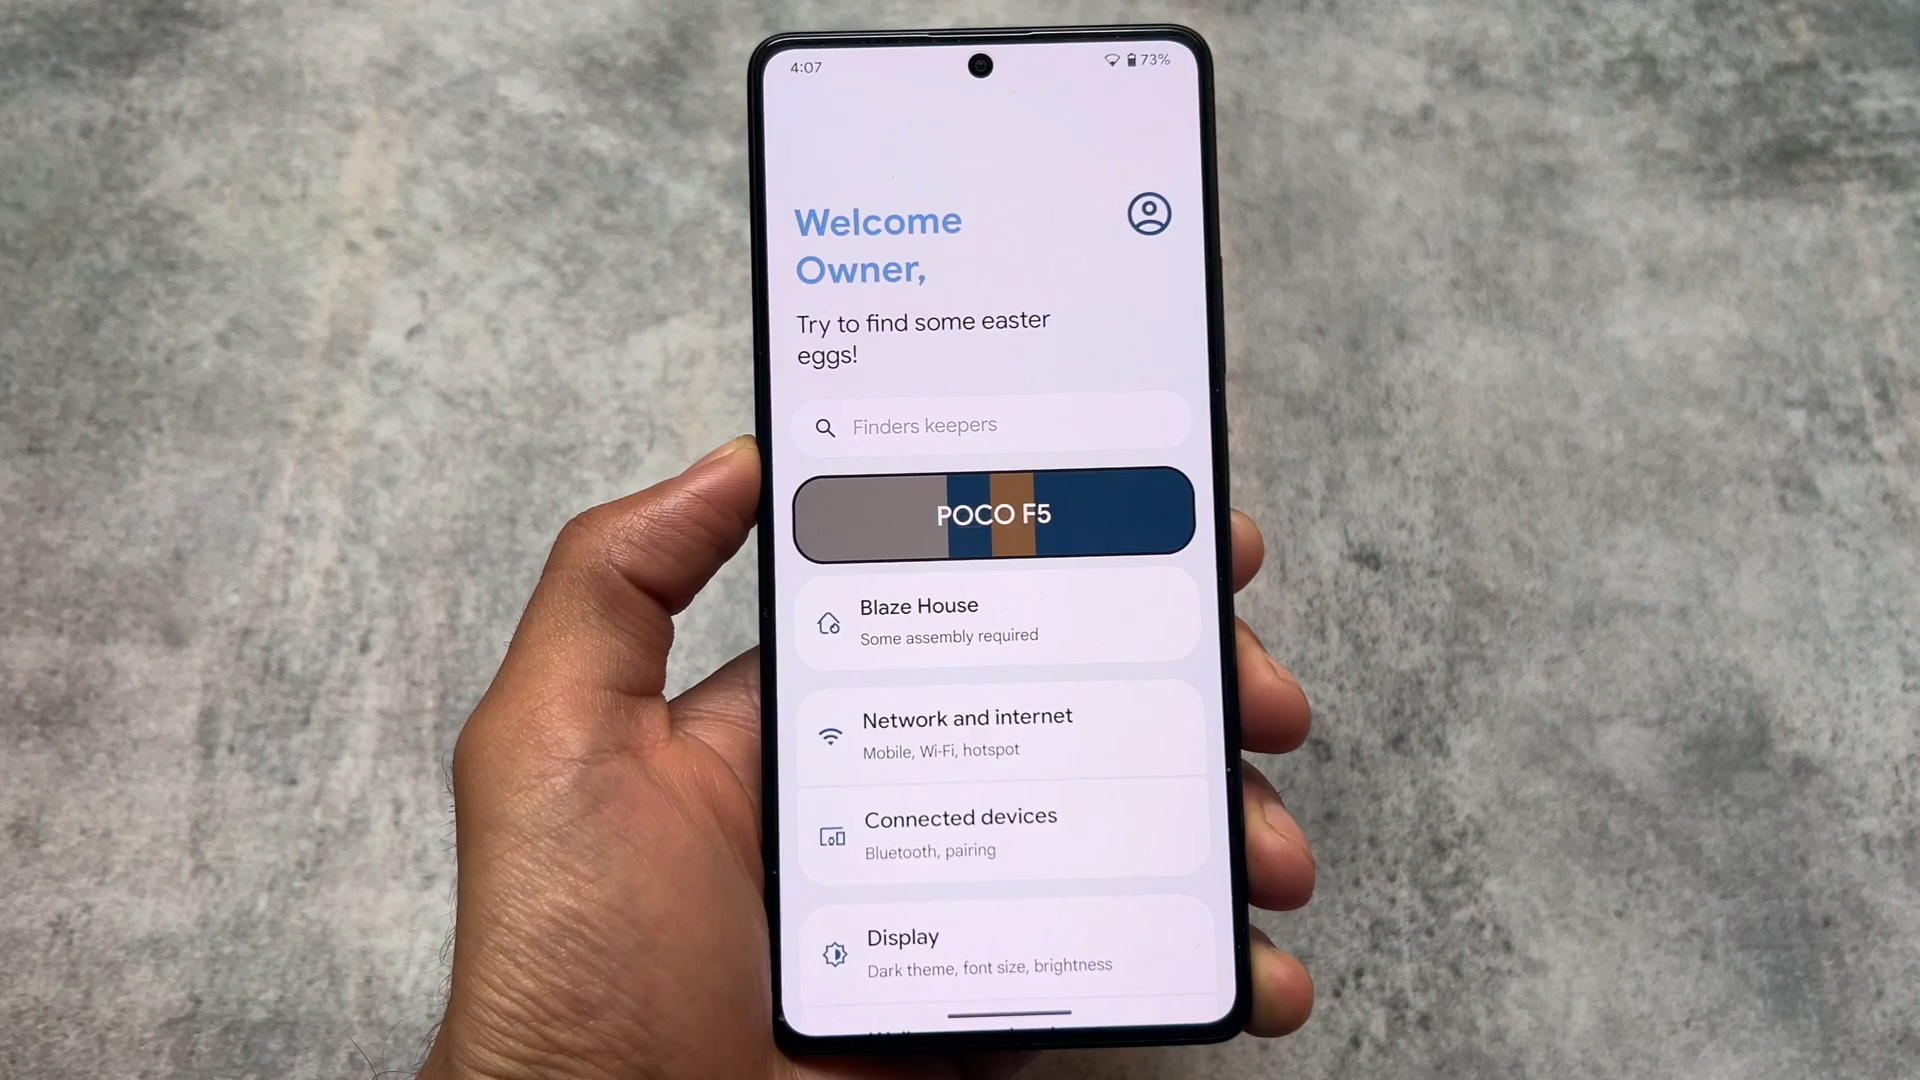 4:07
73%
Welcome
Owner,
Try to find some easter
eggs!
Finders keepers
POCO F5
Blaze House
Some assembly required
Network and internet
Mobile, Wi-Fi, hotspot
Connected devices
Bluetooth, pairing
Display
Dark theme, font size, brightness